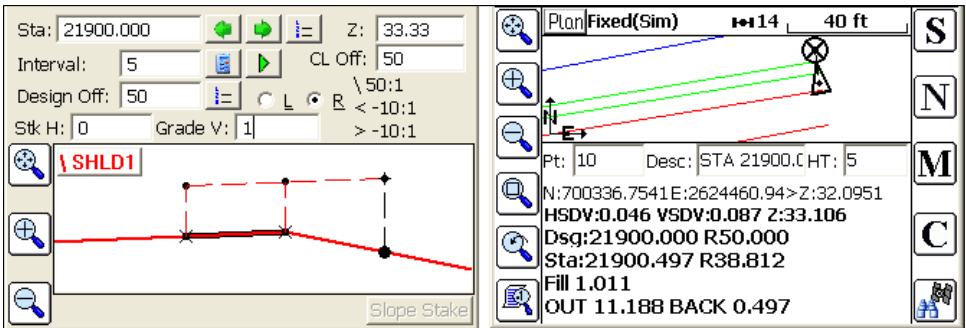 Sta: 21900.000 Z: 33.33
Interval: 5 CL Off: 50
Design Off: 50 L R
\ 50:1
< -10:1
> -10:1
Stk H: 0 Grade V: 1
\ SHLD1
Slope Stake
Plan Fixed(Sim) 14 40 ft
N
E
Pt: 10 Desc: STA 21900.0 HT: 5
N:700336.7541E:2624460.94>Z:32.0951
HSDV:0.046 VSDV:0.087 Z:33.106
Dsg:21900.000 R50.000
Sta:21900.497 R38.812
Fill 1.011
OUT 11.188 BACK 0.497
S
N
M
C